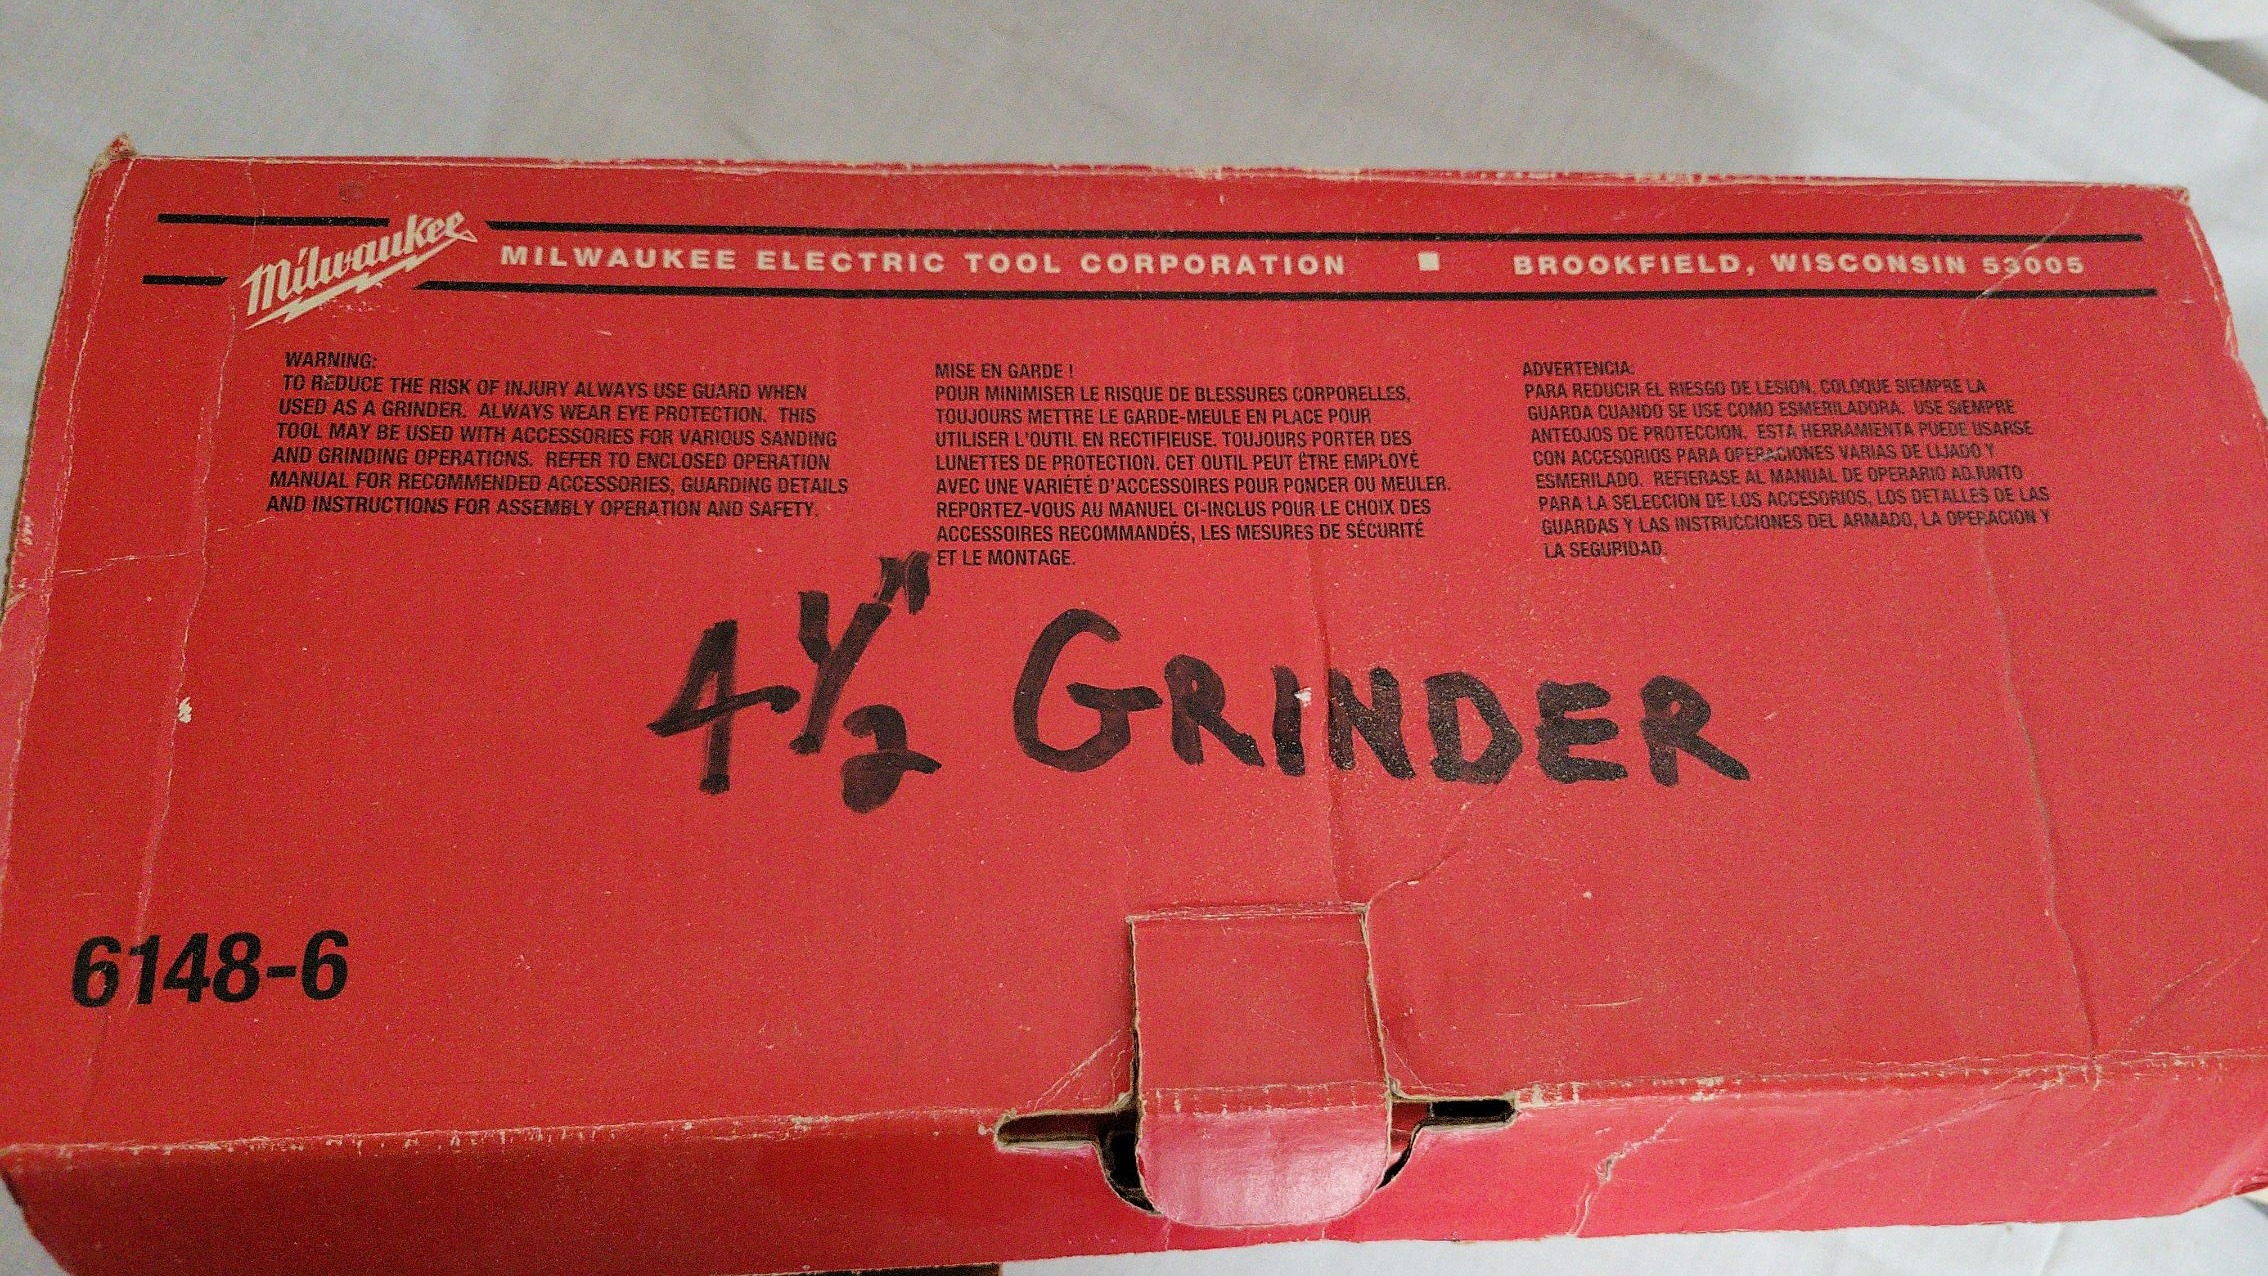 Milwaukee
MILWAUKEE ELECTRIC TOOL CORPORATION ■ BROOKFIELD, WISCONSIN 53005
WARNING:
TO REDUCE THE RISK OF INJURY ALWAYS USE GUARD WHEN
USED AS A GRINDER. ALWAYS WEAR EYE PROTECTION. THIS
TOOL MAY BE USED WITH ACCESSORIES FOR VARIOUS SANDING
AND GRINDING OPERATIONS. REFER TO ENCLOSED OPERATION
MANUAL FOR RECOMMENDED ACCESSORIES, GUARDING DETAILS
AND INSTRUCTIONS FOR ASSEMBLY OPERATION AND SAFETY.
MISE EN GARDE !
POUR MINIMISER LE RISQUE DE BLESSURES CORPORELLES,
TOUJOURS METTRE LE GARDE-MEULE EN PLACE POUR
UTILISER L'OUTIL EN RECTIFIEUSE. TOUJOURS PORTER DES
LUNETTES DE PROTECTION. CET OUTIL PEUT ÊTRE EMPLOYÉ
AVEC UNE VARIÉTÉ D'ACCESSOIRES POUR PONCER OU MEULER.
REPORTEZ-VOUS AU MANUEL CI-INCLUS POUR LE CHOIX DES
ACCESSOIRES RECOMMANDÉS, LES MESURES DE SÉCURITÉ
ET LE MONTAGE.
ADVERTENCIA:
PARA REDUCIR EL RIESGO DE LESION, COLOQUE SIEMPRE LA
GUARDA CUANDO SE USE COMO ESMERILADORA. USE SIEMPRE
ANTEOJOS DE PROTECCION. ESTA HERRAMIENTA PUEDE USARSE
CON ACCESORIOS PARA OPERACIONES VARIAS DE LIJADO Y
ESMERILADO. REFIERASE AL MANUAL DE OPERARIO ADJUNTO
PARA LA SELECCION DE LOS ACCESORIOS, LOS DETALLES DE LAS
GUARDAS Y LAS INSTRUCCIONES DEL ARMADO, LA OPERACION Y
LA SEGURIDAD.
4 1/2" GRINDER
6148-6